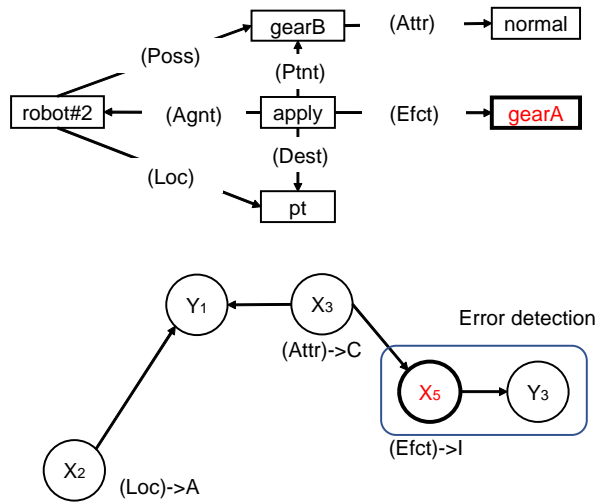 gearB
(Attr)
normal
(Poss)
(Ptnt)
robot#2
(Agnt)
apply
(Efct)
gearA
(Dest)
(Loc)
pt
Y1
X3
Error detection
(Attr)->C
X5
Y3
(Efct)->I
X2
(Loc)->A